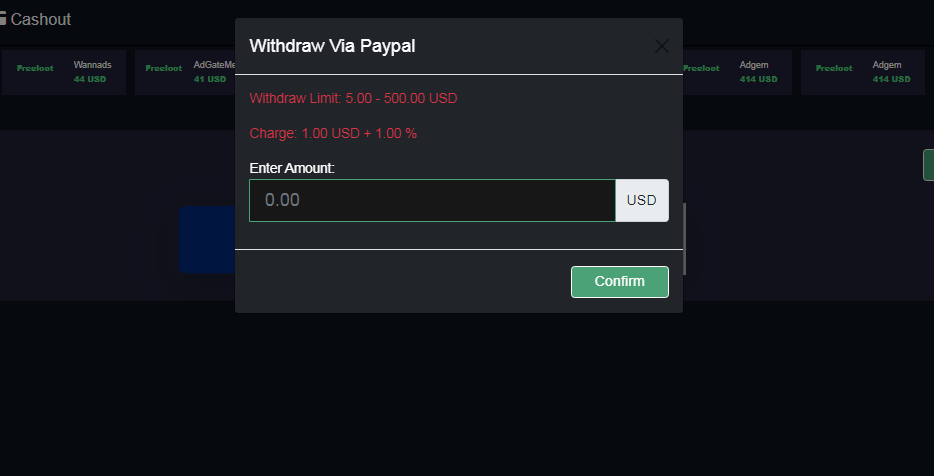 Cashout
Withdraw Via Paypal
Freeloot
Wannads
44 USD
Freeloot
AdGateMe
41 USD
Freeloot
Adgem
414 USD
Freeloot
Adgem
414 USD
Withdraw Limit: 5.00 - 500.00 USD
Charge: 1.00 USD + 1.00 %
Enter Amount:
0.00
USD
Confirm